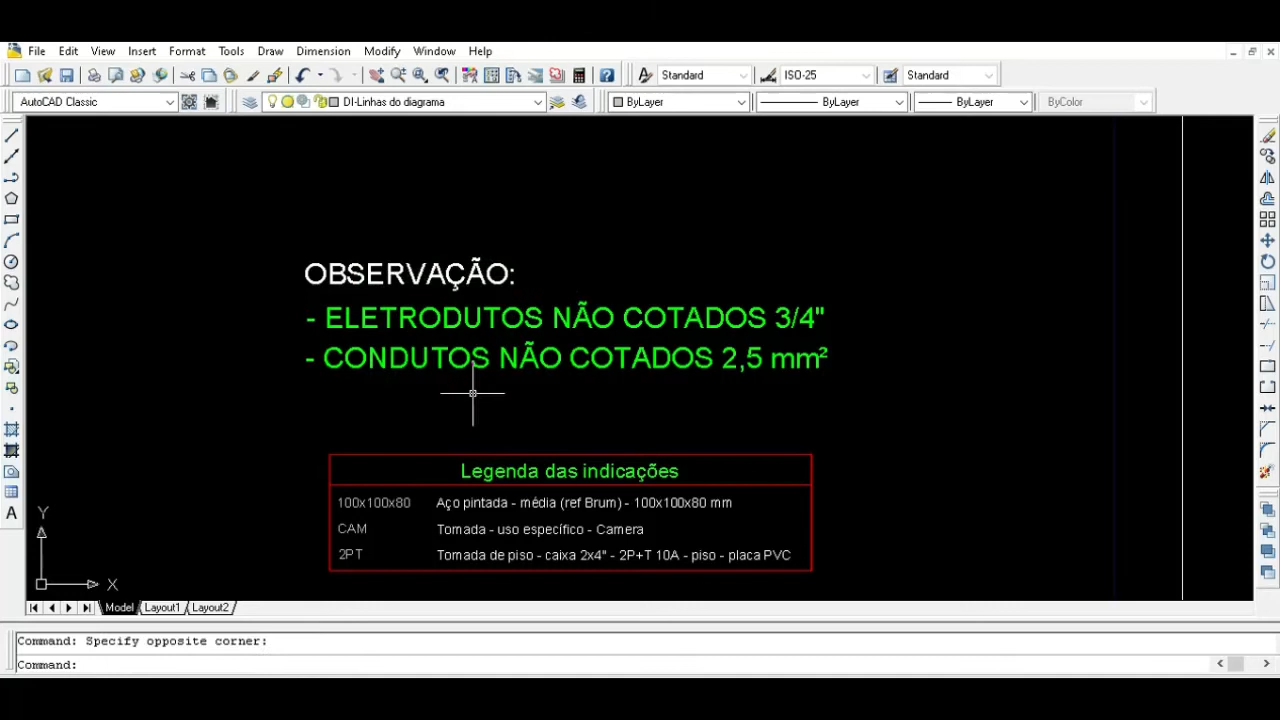 File Edit View Insert Format Tools Draw Dimension Modify Window Help
Standard ISO-25 Standard
AutoCAD Classic DI-Linhas do diagrama ByLayer ByLayer ByLayer ByColor
OBSERVAÇÃO:
- ELETRODUTOS NÃO COTADOS 3/4"
- CONDUTOS NÃO COTADOS 2,5 mm²
Legenda das indicações
100x100x80 Aço pintada - média (ref Brum) - 100x100x80 mm
CAM Tomada - uso específico - Camera
2PT Tomada de piso - caixa 2x4" - 2P+T 10A - piso - placa PVC
Y
X
Model Layout1 Layout2
Command: Specify opposite corner:
Command: